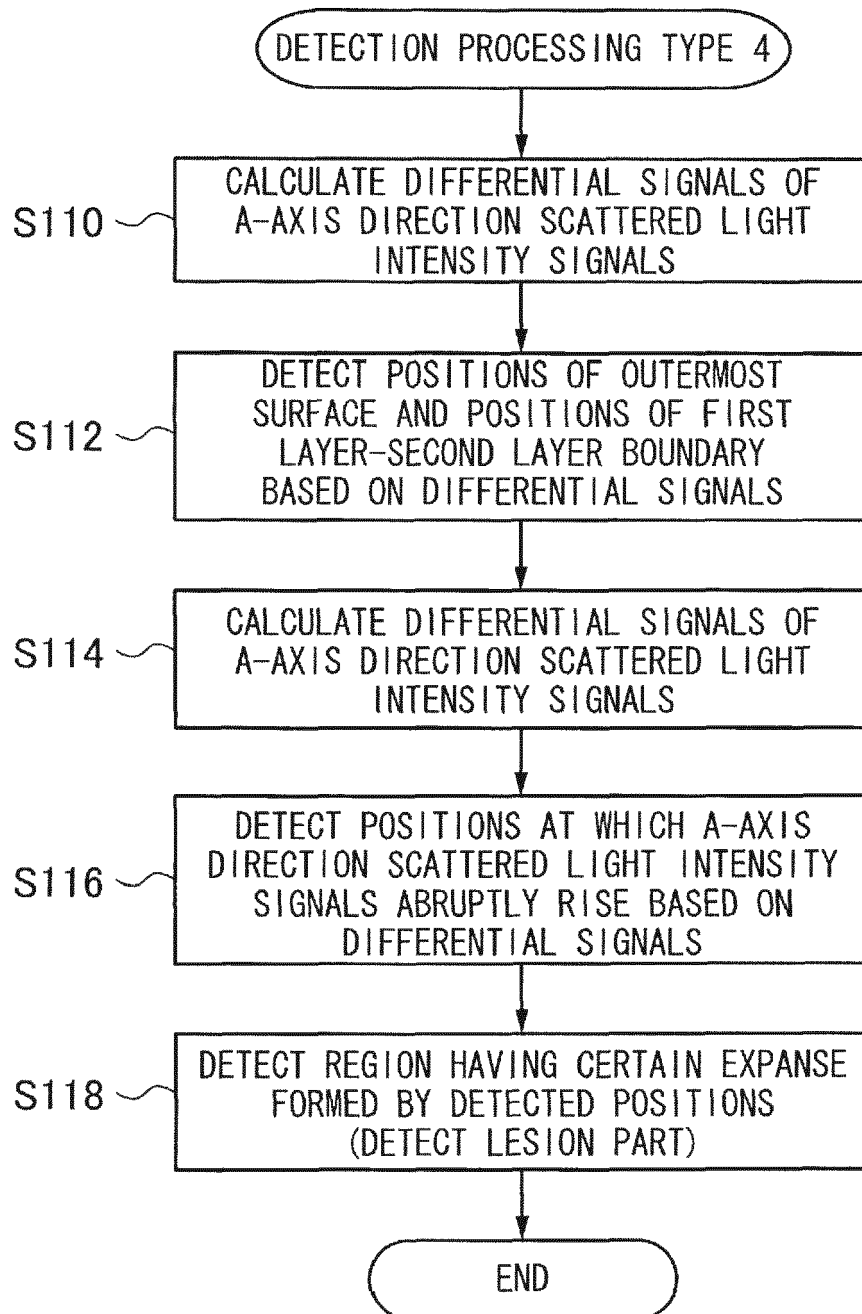 DETECTION PROCESSING TYPE 4
S110
CALCULATE DIFFERENTIAL SIGNALS OF
A-AXIS DIRECTION SCATTERED LIGHT
INTENSITY SIGNALS
S112
DETECT POSITIONS OF OUTERMOST
SURFACE AND POSITIONS OF FIRST
LAYER-SECOND LAYER BOUNDARY
BASED ON DIFFERENTIAL SIGNALS
S114
CALCULATE DIFFERENTIAL SIGNALS OF
A-AXIS DIRECTION SCATTERED LIGHT
INTENSITY SIGNALS
S116
DETECT POSITIONS AT WHICH A-AXIS
DIRECTION SCATTERED LIGHT INTENSITY
SIGNALS ABRUPTLY RISE BASED ON
DIFFERENTIAL SIGNALS
S118
DETECT REGION HAVING CERTAIN EXPANSE
FORMED BY DETECTED POSITIONS
(DETECT LESION PART)
END